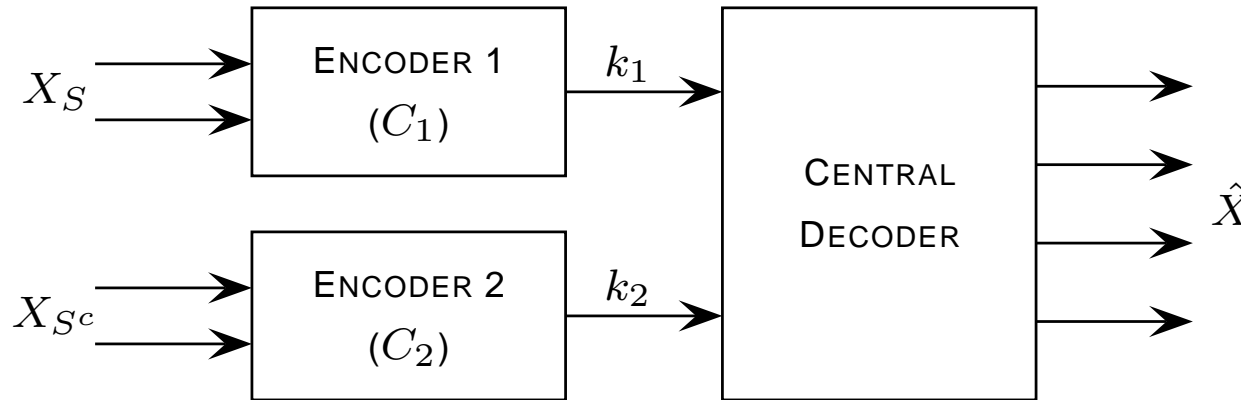 X_S
ENCODER 1
(C_1)
k_1
X_{S^c}
ENCODER 2
(C_2)
k_2
CENTRAL
DECODER
X̂